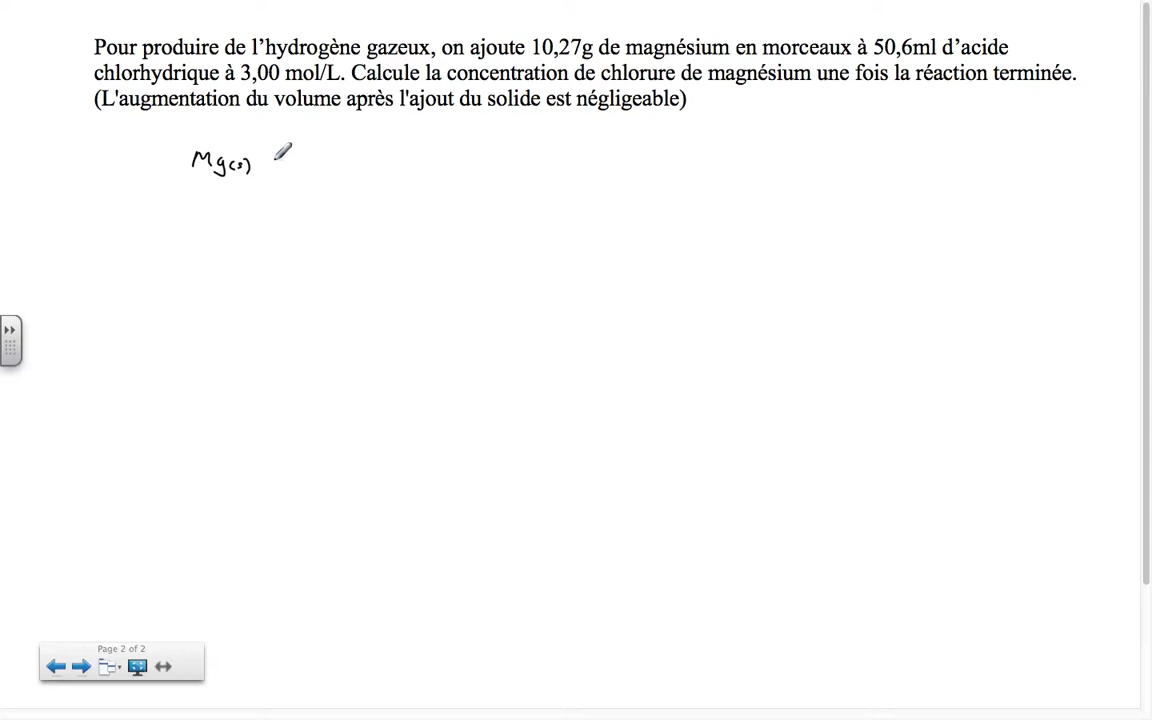 Pour produire de l’hydrogène gazeux, on ajoute 10,27g de magnésium en morceaux à 50,6ml d’acide
chlorhydrique à 3,00 mol/L. Calcule la concentration de chlorure de magnésium une fois la réaction terminée.
(L'augmentation du volume après l'ajout du solide est négligeable)
Mg(s)
Page 2 of 2